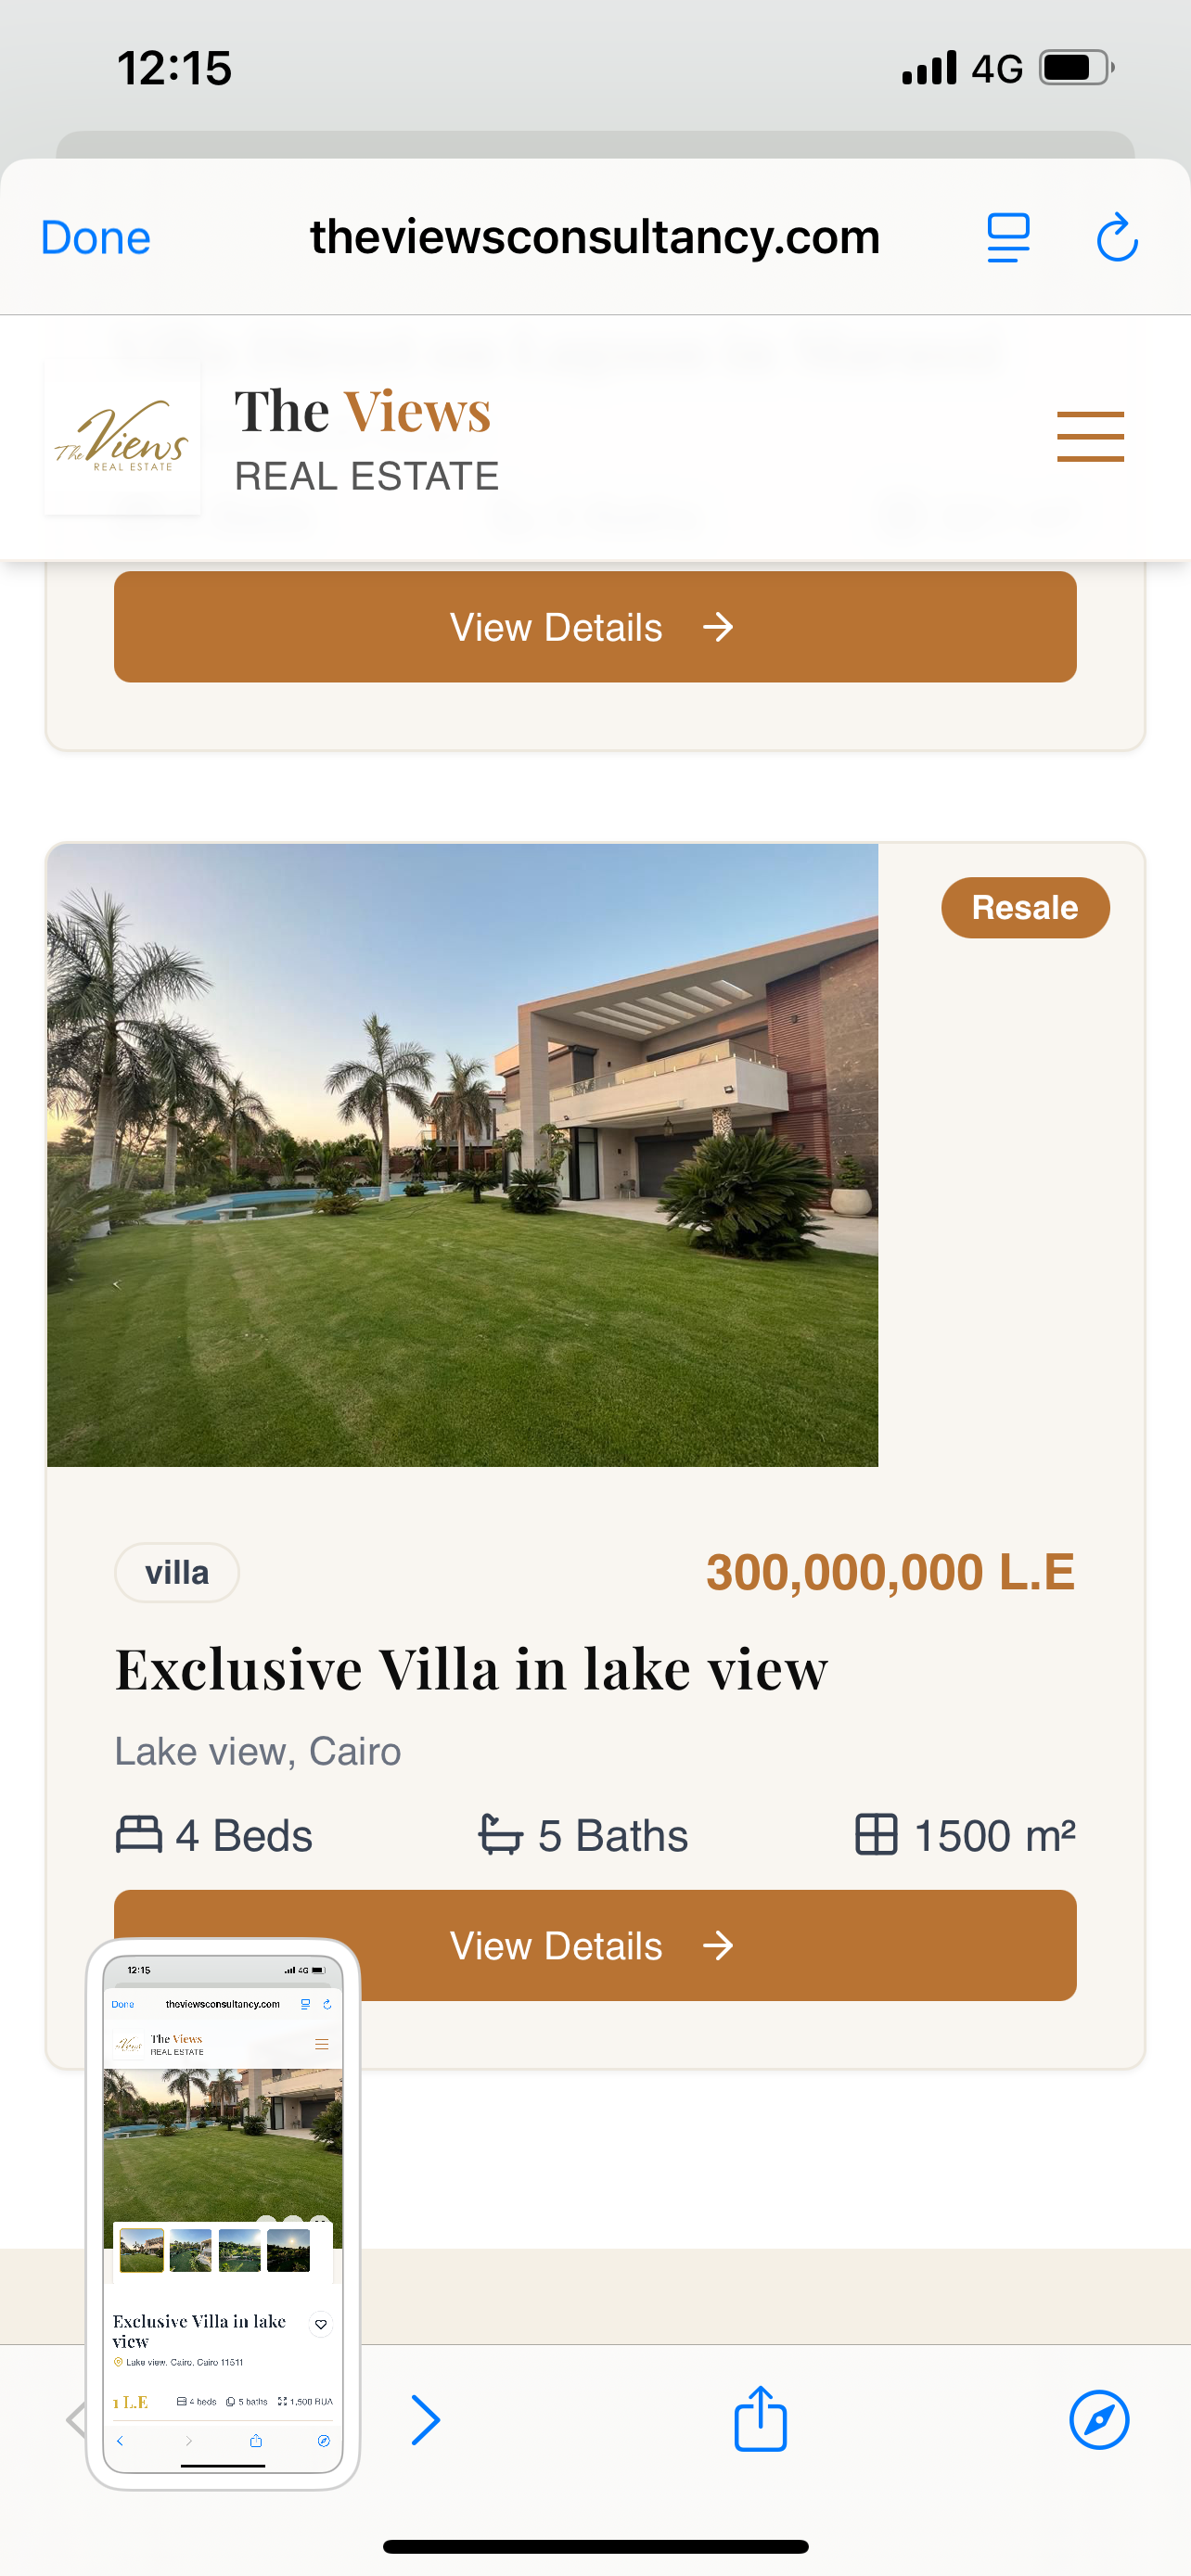 12:15
4G
Done
theviewsconsultancy.com
The Views
REAL ESTATE
The Views
REAL ESTATE
View Details →
Resale
villa
300,000,000 L.E
Exclusive Villa in lake view
Lake view, Cairo
4 Beds
5 Baths
1500 m²
View Details →
12:15
4G
Done
theviewsconsultancy.com
The Views
REAL ESTATE
Exclusive Villa in lake
view
Lake view, Cairo, Cairo 11511
1 L.E
4 beds
5 baths
1,500 BUA